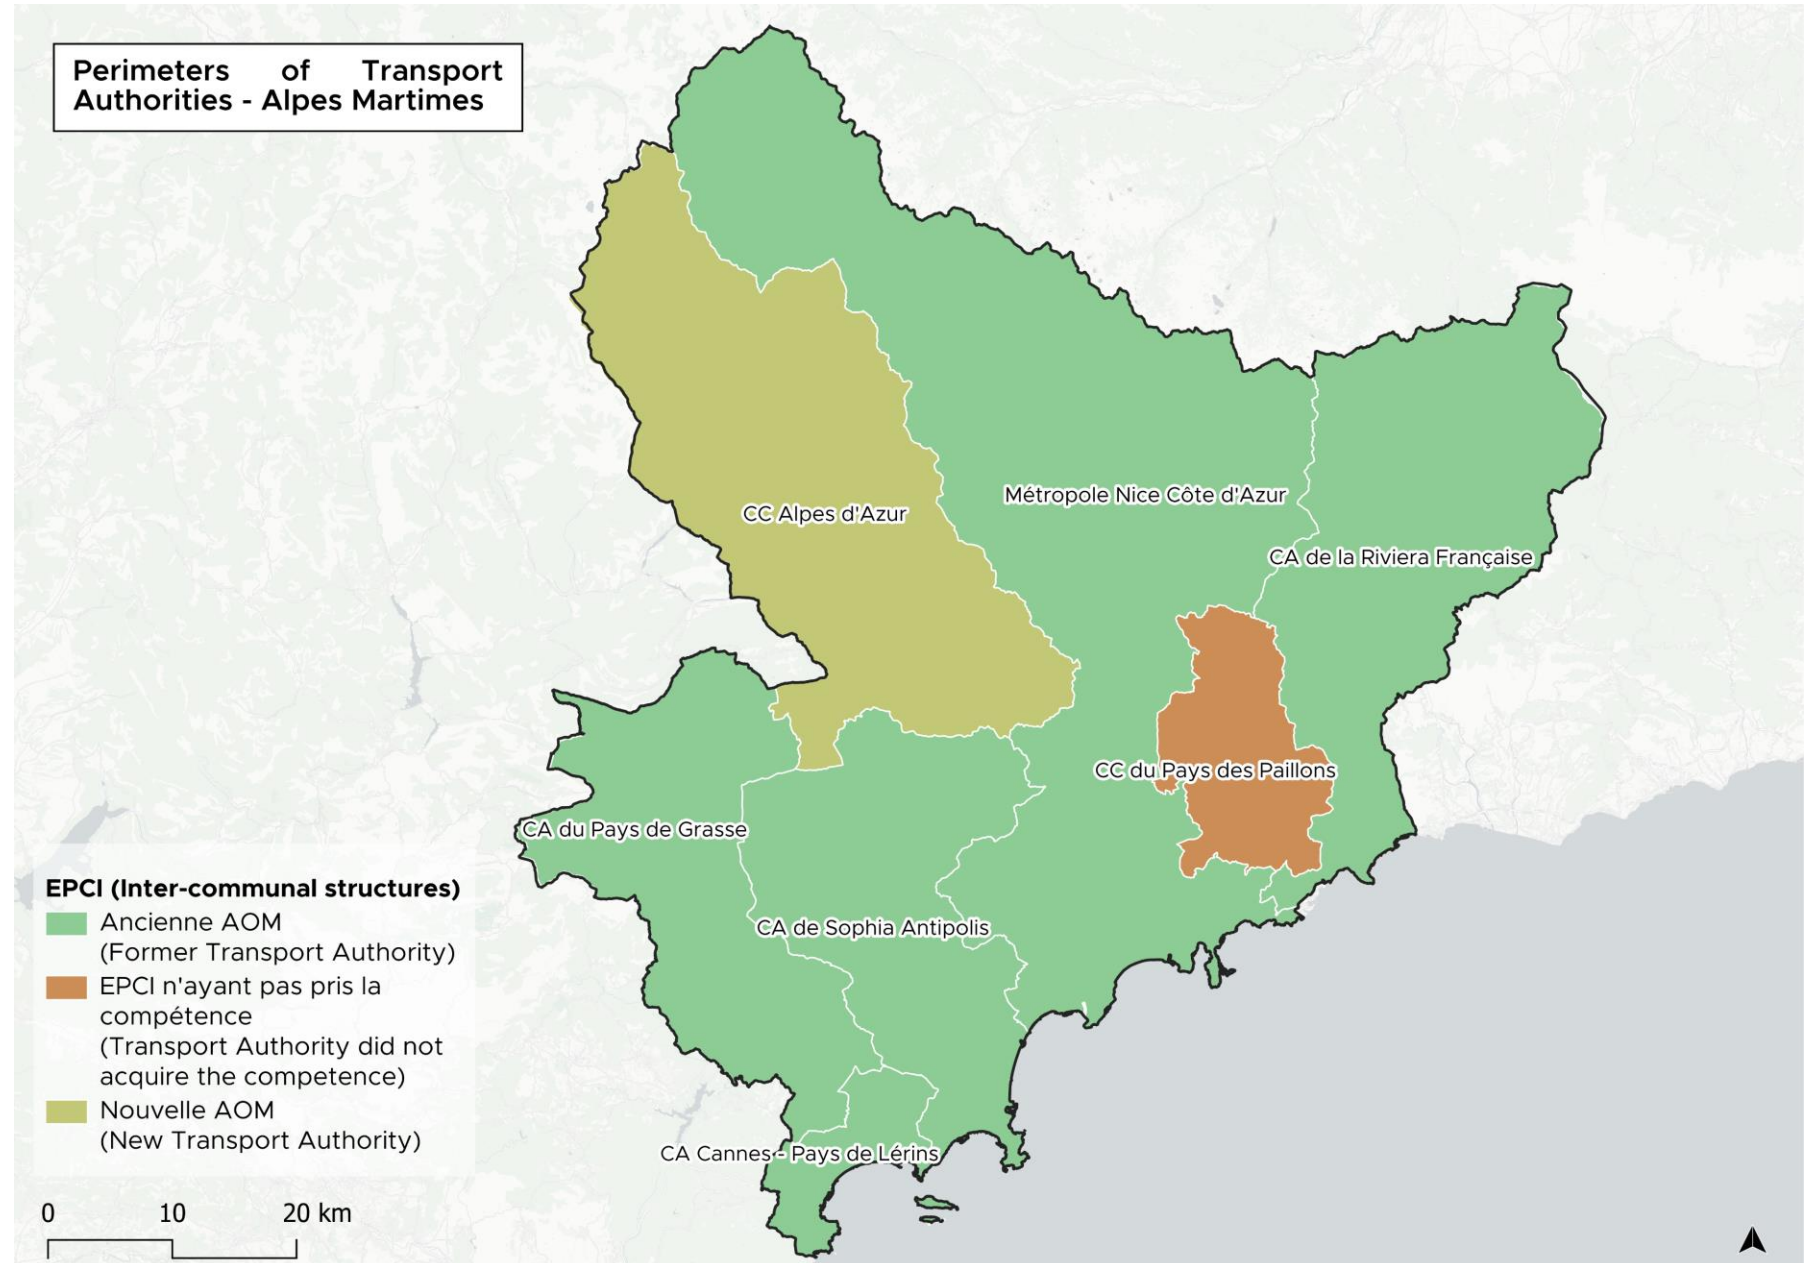 Perimeters of Transport
Authorities - Alpes Martimes
CC Alpes d'Azur
Métropole Nice Côte d'Azur
CA de la Riviera Française
CC du Pays des Paillons
CA du Pays de Grasse
CA de Sophia Antipolis
CA Cannes - Pays de Lérins
EPCI (Inter-communal structures)
Ancienne AOM
(Former Transport Authority)
EPCI n'ayant pas pris la
compétence
(Transport Authority did not
acquire the competence)
Nouvelle AOM
(New Transport Authority)
0 10 20 km